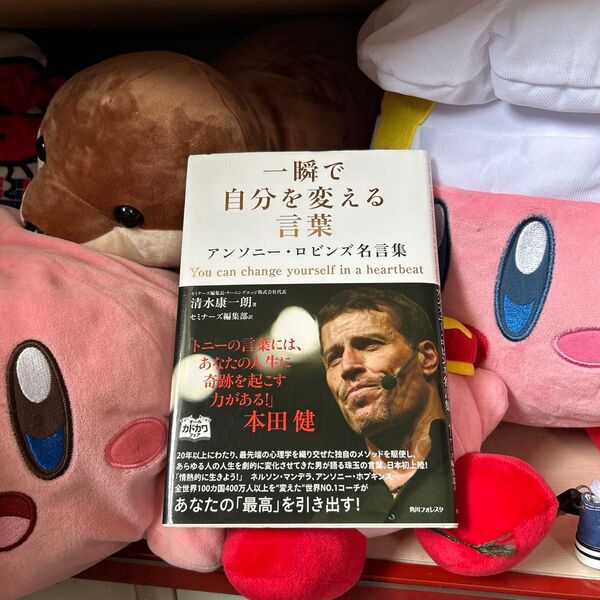 一瞬で
自分を変える
言葉
アンソニー・ロビンズ名言集
You can change yourself in a heartbeat
セミナーズ編集長・ラーニングエッジ株式会社代表
清水康一朗 著
セミナーズ編集部 訳
「トニーの言葉には、
あなたの人生に
奇跡を起こす
力がある!」
本田 健
オール
カドカワ
フェア
20年以上にわたり、最先端の心理学を織り交ぜた独自のメソッドを駆使し、
あらゆる人の人生を劇的に変化させてきた男が語る珠玉の言葉、日本初上陸!
「情熱的に生きよう!」 ネルソン・マンデラ、アンソニー・ホプキンス……
全世界100カ国400万人以上を“変えた”世界NO.1コーチが
あなたの「最高」を引き出す!
角川フォレスタ